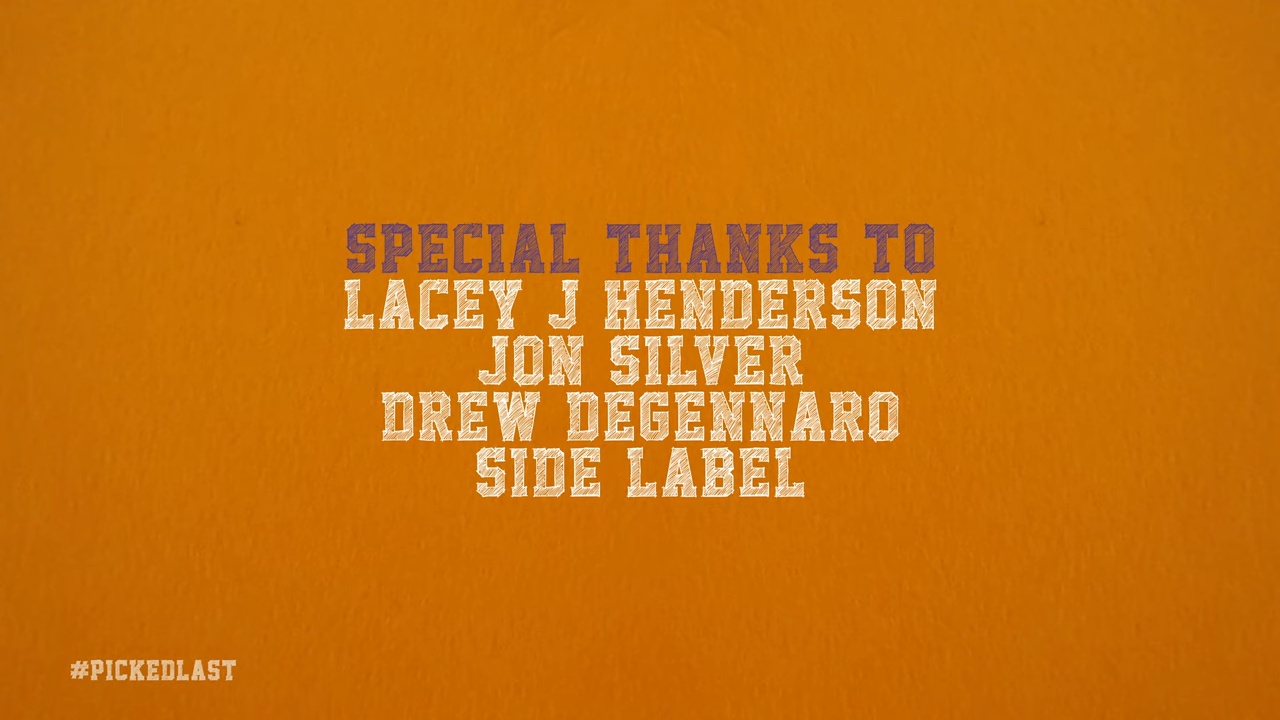 SPECIAL THANKS TO
LACEY J HENDERSON
JON SILVER
DREW DEGENNARO
SIDE LABEL
#PICKEDLAST